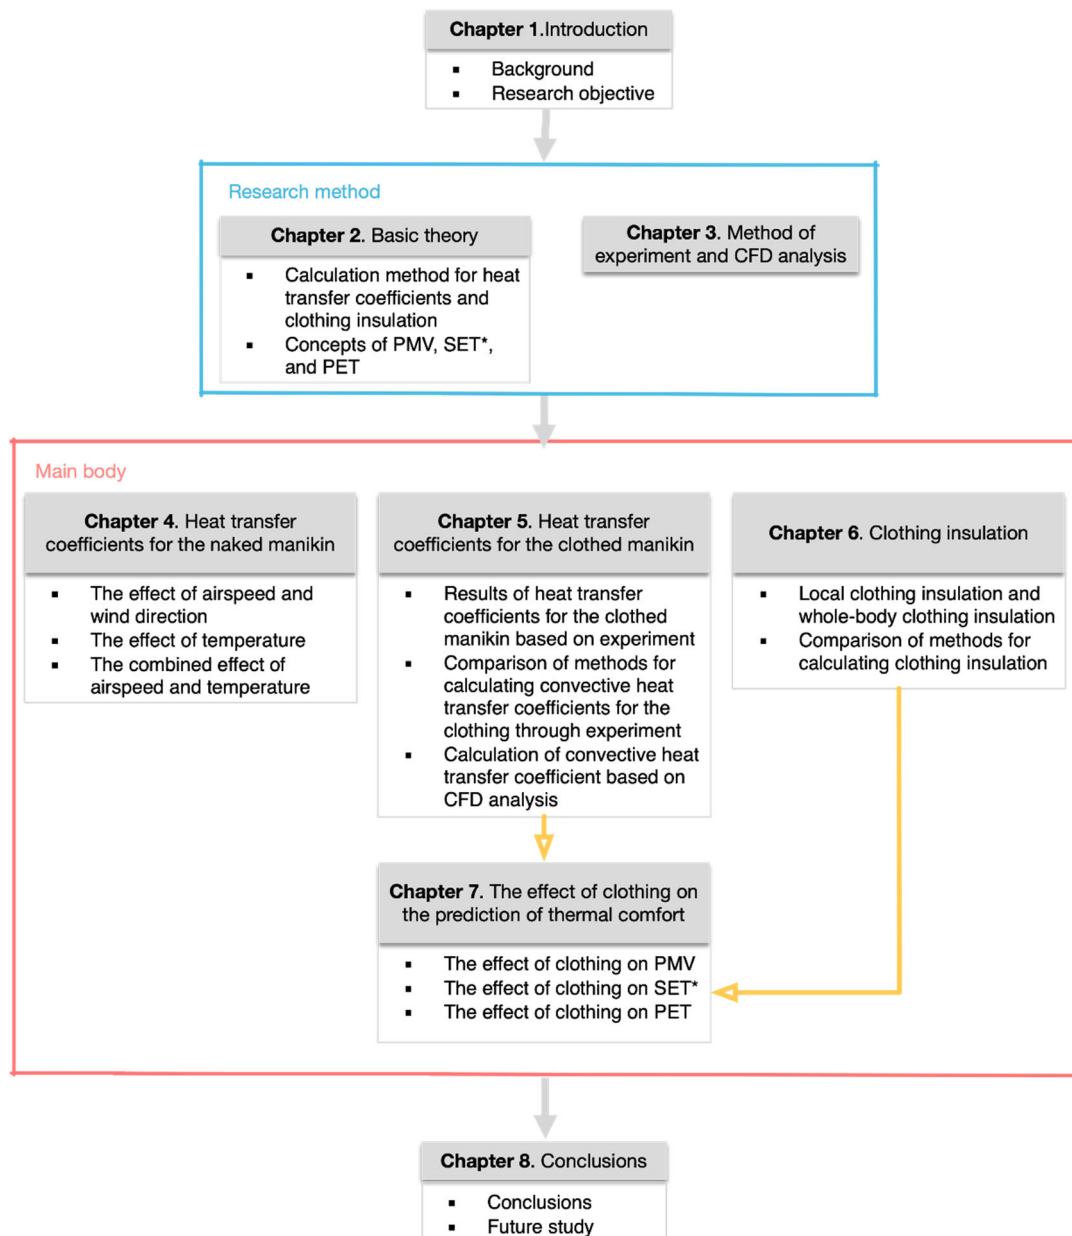 Chapter 1.Introduction
▪ Background
▪ Research objective
Research method
Chapter 2. Basic theory
▪ Calculation method for heat
transfer coefficients and
clothing insulation
▪ Concepts of PMV, SET*,
and PET
Chapter 3. Method of
experiment and CFD analysis
Main body
Chapter 4. Heat transfer
coefficients for the naked manikin
▪ The effect of airspeed and
wind direction
▪ The effect of temperature
▪ The combined effect of
airspeed and temperature
Chapter 5. Heat transfer
coefficients for the clothed manikin
▪ Results of heat transfer
coefficients for the clothed
manikin based on experiment
▪ Comparison of methods for
calculating convective heat
transfer coefficients for the
clothing through experiment
▪ Calculation of convective heat
transfer coefficient based on
CFD analysis
Chapter 6. Clothing insulation
▪ Local clothing insulation and
whole-body clothing insulation
▪ Comparison of methods for
calculating clothing insulation
Chapter 7. The effect of clothing on
the prediction of thermal comfort
▪ The effect of clothing on PMV
▪ The effect of clothing on SET*
▪ The effect of clothing on PET
Chapter 8. Conclusions
▪ Conclusions
▪ Future study